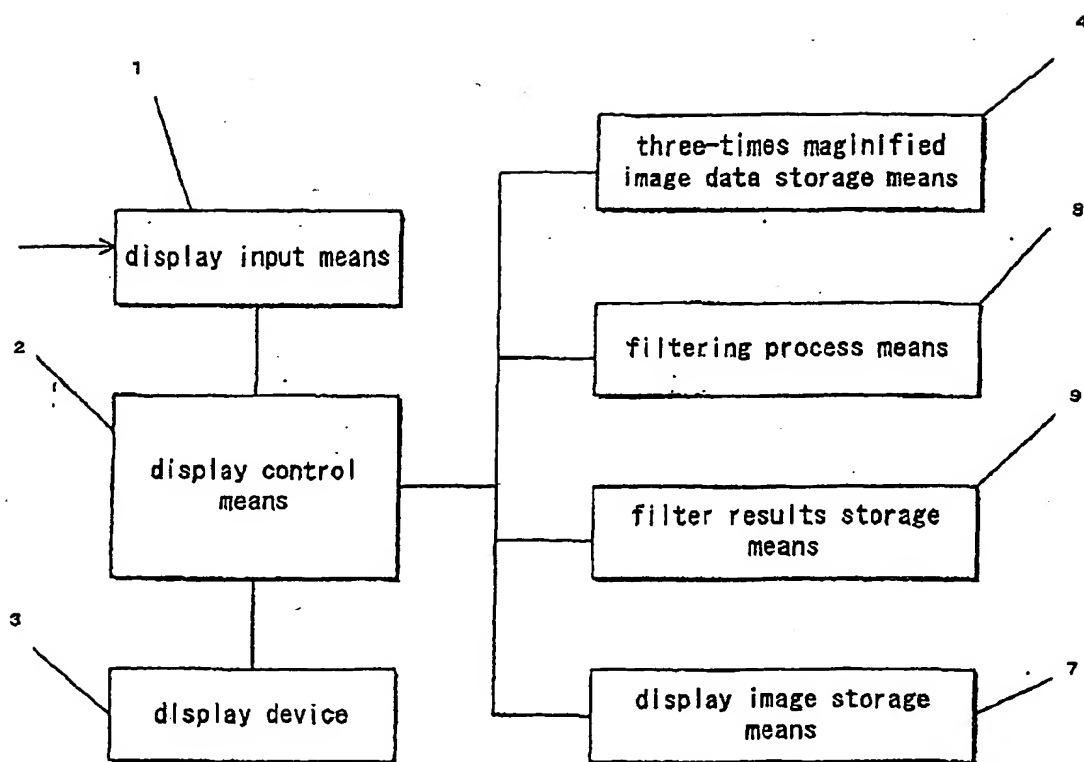 4
1
three-times maginified
image data storage means
8
display input means
filtering process means
2
9
display control
means
filter results storage
means
3
7
display device
display image storage
means